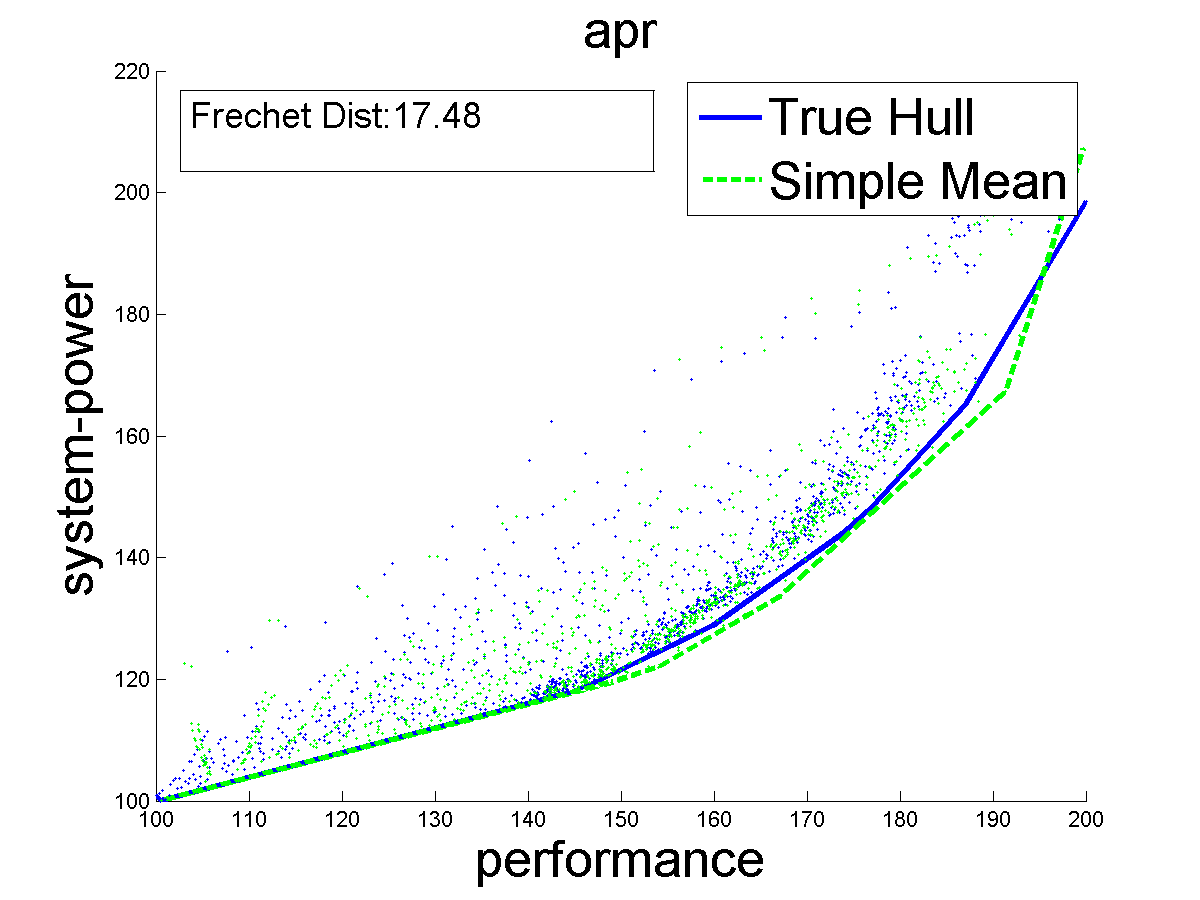 apr
Frechet Dist:17.48
True Hull
Simple Mean
220
200
180
160
140
120
100
system-power
100 110 120 130 140 150 160 170 180 190 200
performance